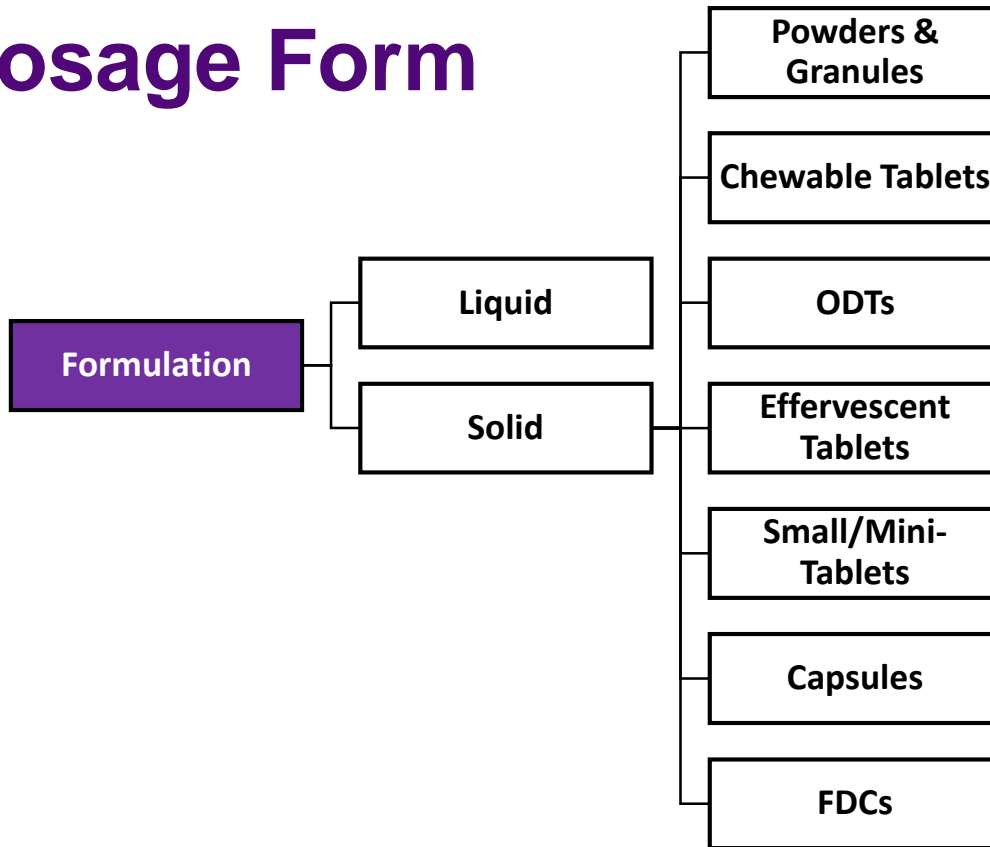 osage Form
Powders &
Granules
Chewable Tablets
Liquid
ODTs
Formulation
Solid
Effervescent
Tablets
Small/Mini-
Tablets
Capsules
FDCs